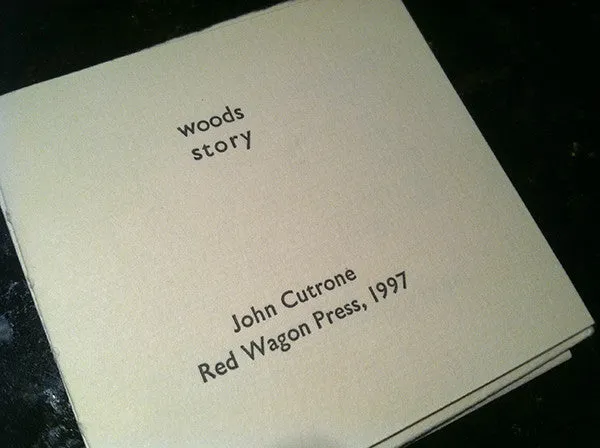 woods
story
John Cutrone
Red Wagon Press, 1997